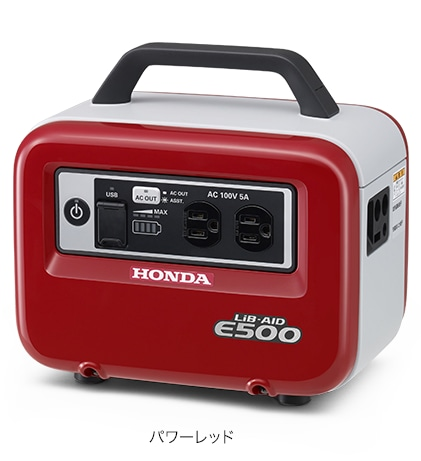 USB
AC OUT
AC OUT
ASST.
AC 100V 5A
MAX
HONDA
LiB-AID
E500
パワーレッド